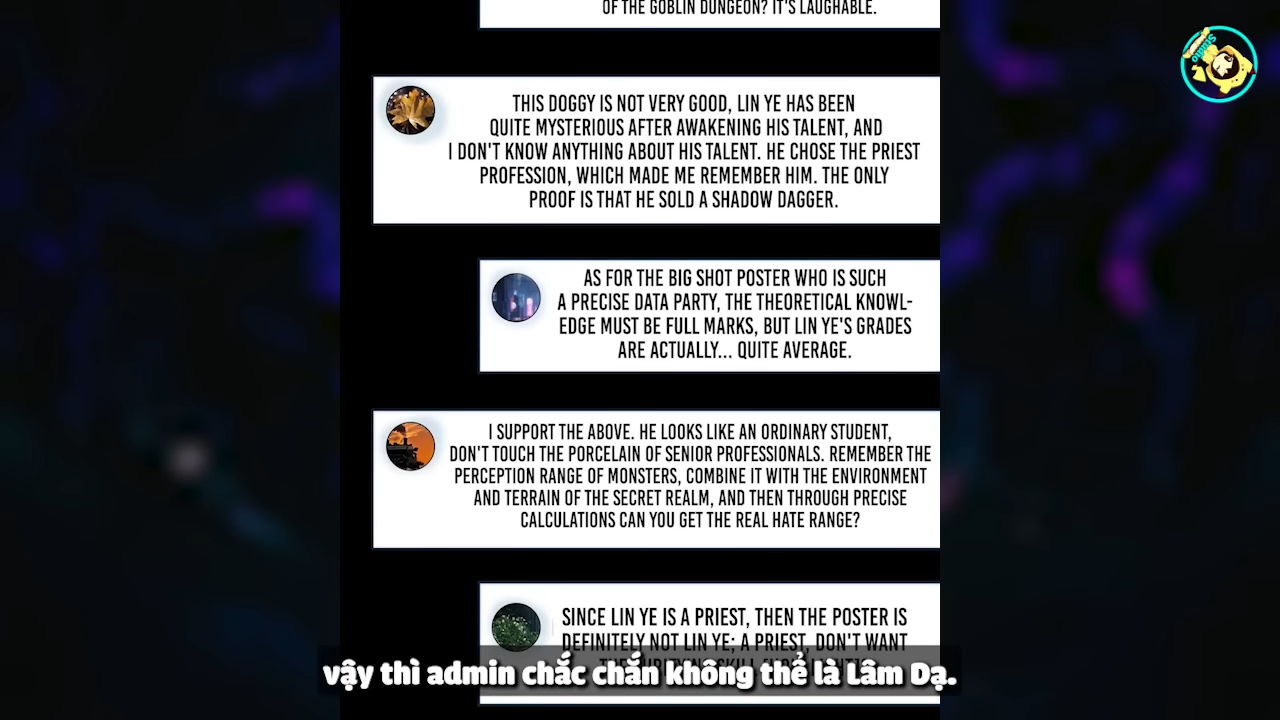 OF THE GOBLIN DUNGEON? IT'S LAUGHABLE.
THIS DOGGY IS NOT VERY GOOD, LIN YE HAS BEEN
QUITE MYSTERIOUS AFTER AWAKENING HIS TALENT, AND
I DON'T KNOW ANYTHING ABOUT HIS TALENT. HE CHOSE THE PRIEST
PROFESSION, WHICH MADE ME REMEMBER HIM. THE ONLY
PROOF IS THAT HE SOLD A SHADOW DAGGER.
AS FOR THE BIG SHOT POSTER WHO IS SUCH
A PRECISE DATA PARTY, THE THEORETICAL KNOWL-
EDGE MUST BE FULL MARKS, BUT LIN YE'S GRADES
ARE ACTUALLY... QUITE AVERAGE.
I SUPPORT THE ABOVE. HE LOOKS LIKE AN ORDINARY STUDENT,
DON'T TOUCH THE PORCELAIN OF SENIOR PROFESSIONALS. REMEMBER THE
PERCEPTION RANGE OF MONSTERS, COMBINE IT WITH THE ENVIRONMENT
AND TERRAIN OF THE SECRET REALM, AND THEN THROUGH PRECISE
CALCULATIONS CAN YOU GET THE REAL HATE RANGE?
SINCE LIN YE IS A PRIEST, THEN THE POSTER IS
DEFINITELY NOT LIN YE; A PRIEST, DON'T WANT
vậy thì admin chắc chắn không thể là Lâm Dạ.